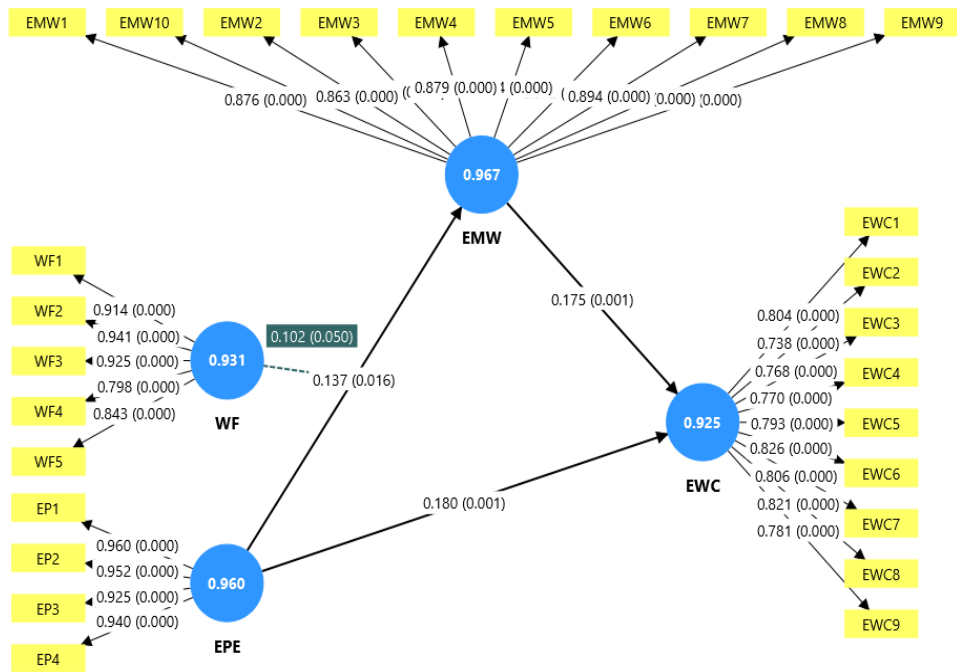 EMW1 EMW10 EMW2 EMW3 EMW4 EMW5 EMW6 EMW7 EMW8 EMW9
0.876 (0.000) 0.863 (0.000) 0.879 (0.000) (0.000) 0.894 (0.000) (0.000) (0.000)
0.967
EMW
WF1
WF2
WF3
WF4
WF5
0.914 (0.000)
0.941 (0.000)
0.925 (0.000)
0.798 (0.000)
0.843 (0.000)
0.931
WF
0.102 (0.050)
0.137 (0.016)
0.175 (0.001)
0.180 (0.001)
EP1
EP2
EP3
EP4
0.960 (0.000)
0.952 (0.000)
0.925 (0.000)
0.940 (0.000)
0.960
EPE
0.925
EWC
0.804 (0.000)
0.738 (0.000)
0.768 (0.000)
0.770 (0.000)
0.793 (0.000)
0.826 (0.000)
0.806 (0.000)
0.821 (0.000)
0.781 (0.000)
EWC1
EWC2
EWC3
EWC4
EWC5
EWC6
EWC7
EWC8
EWC9